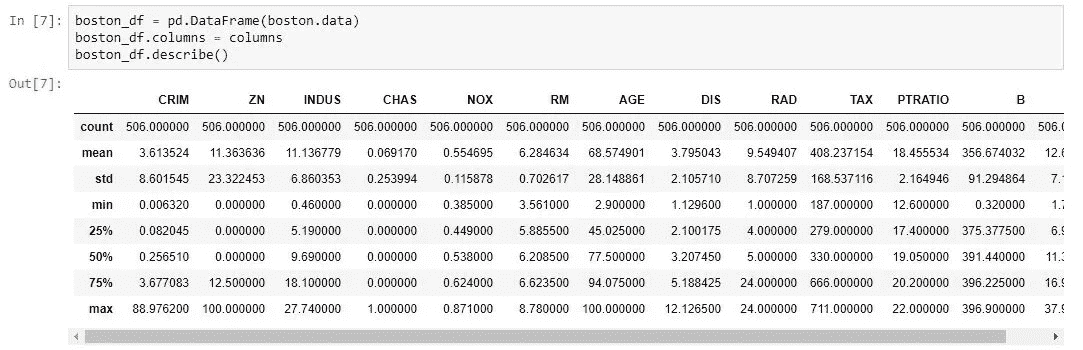 In [7]: boston_df = pd.DataFrame(boston.data)
boston_df.columns = columns
boston_df.describe()
Out[7]:
CRIM ZN INDUS CHAS NOX RM AGE DIS RAD TAX PTRATIO B
count 506.000000 506.000000 506.000000 506.000000 506.000000 506.000000 506.000000 506.000000 506.000000 506.000000 506.000000 506.000000 506.0
mean 3.613524 11.363636 11.136779 0.069170 0.554695 6.284634 68.574901 3.795043 9.549407 408.237154 18.455534 356.674032 12.6
std 8.601545 23.322453 6.860353 0.253994 0.115878 0.702617 28.148861 2.105710 8.707259 168.537116 2.164946 91.294864 7.1
min 0.006320 0.000000 0.460000 0.000000 0.385000 3.561000 2.900000 1.129600 1.000000 187.000000 12.600000 0.320000 1.7
25% 0.082045 0.000000 5.190000 0.000000 0.449000 5.885500 45.025000 2.100175 4.000000 279.000000 17.400000 375.377500 6.9
50% 0.256510 0.000000 9.690000 0.000000 0.538000 6.208500 77.500000 3.207450 5.000000 330.000000 19.050000 391.440000 11.3
75% 3.677083 12.500000 18.100000 0.000000 0.624000 6.623500 94.075000 5.188425 24.000000 666.000000 20.200000 396.225000 16.9
max 88.976200 100.000000 27.740000 1.000000 0.871000 8.780000 100.000000 12.126500 24.000000 711.000000 22.000000 396.900000 37.9